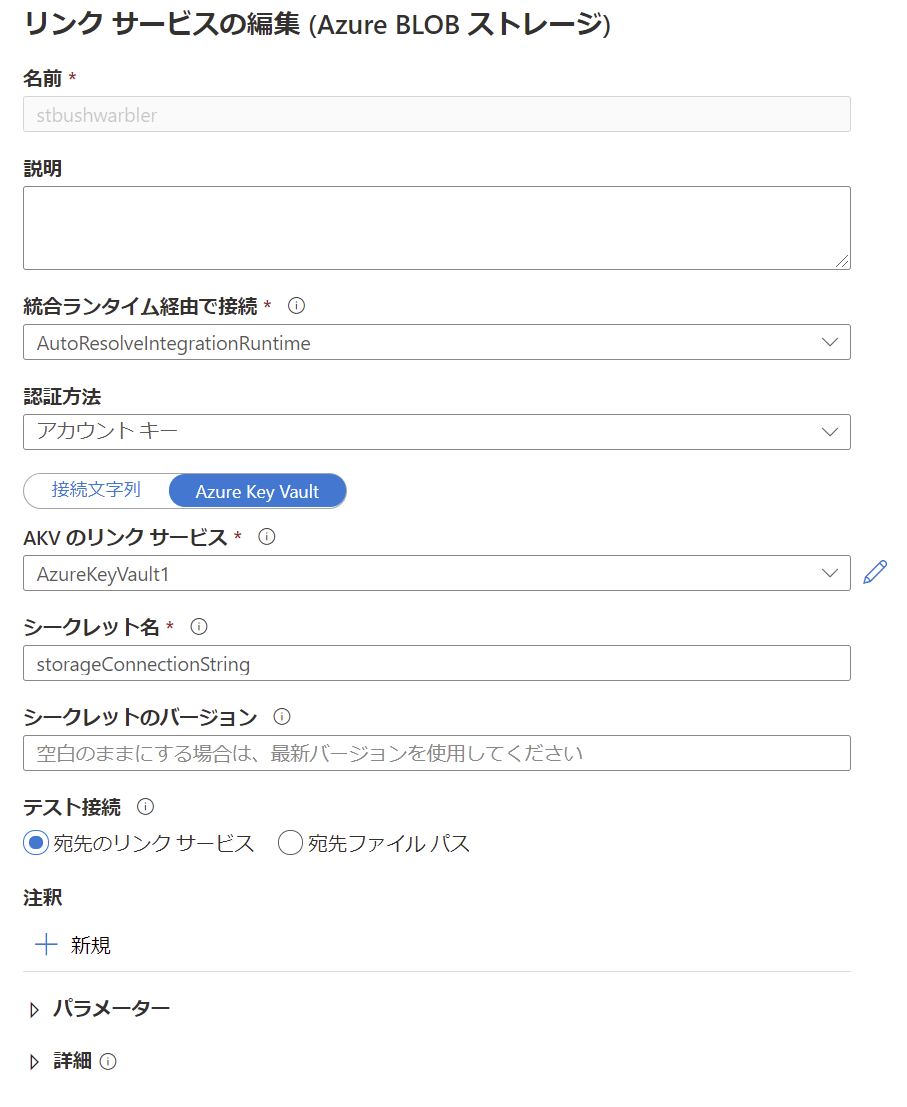 リンク サービスの編集 (Azure BLOB ストレージ)
名前 *
stbushwarbler
説明
統合ランタイム経由で接続 *
AutoResolveIntegrationRuntime
認証方法
アカウント キー
接続文字列 Azure Key Vault
AKV のリンク サービス *
AzureKeyVault1
シークレット名 *
storageConnectionString
シークレットのバージョン
空白のままにする場合は、最新バージョンを使用してください
テスト接続
宛先のリンク サービス 宛先ファイル パス
注釈
新規
パラメーター
詳細